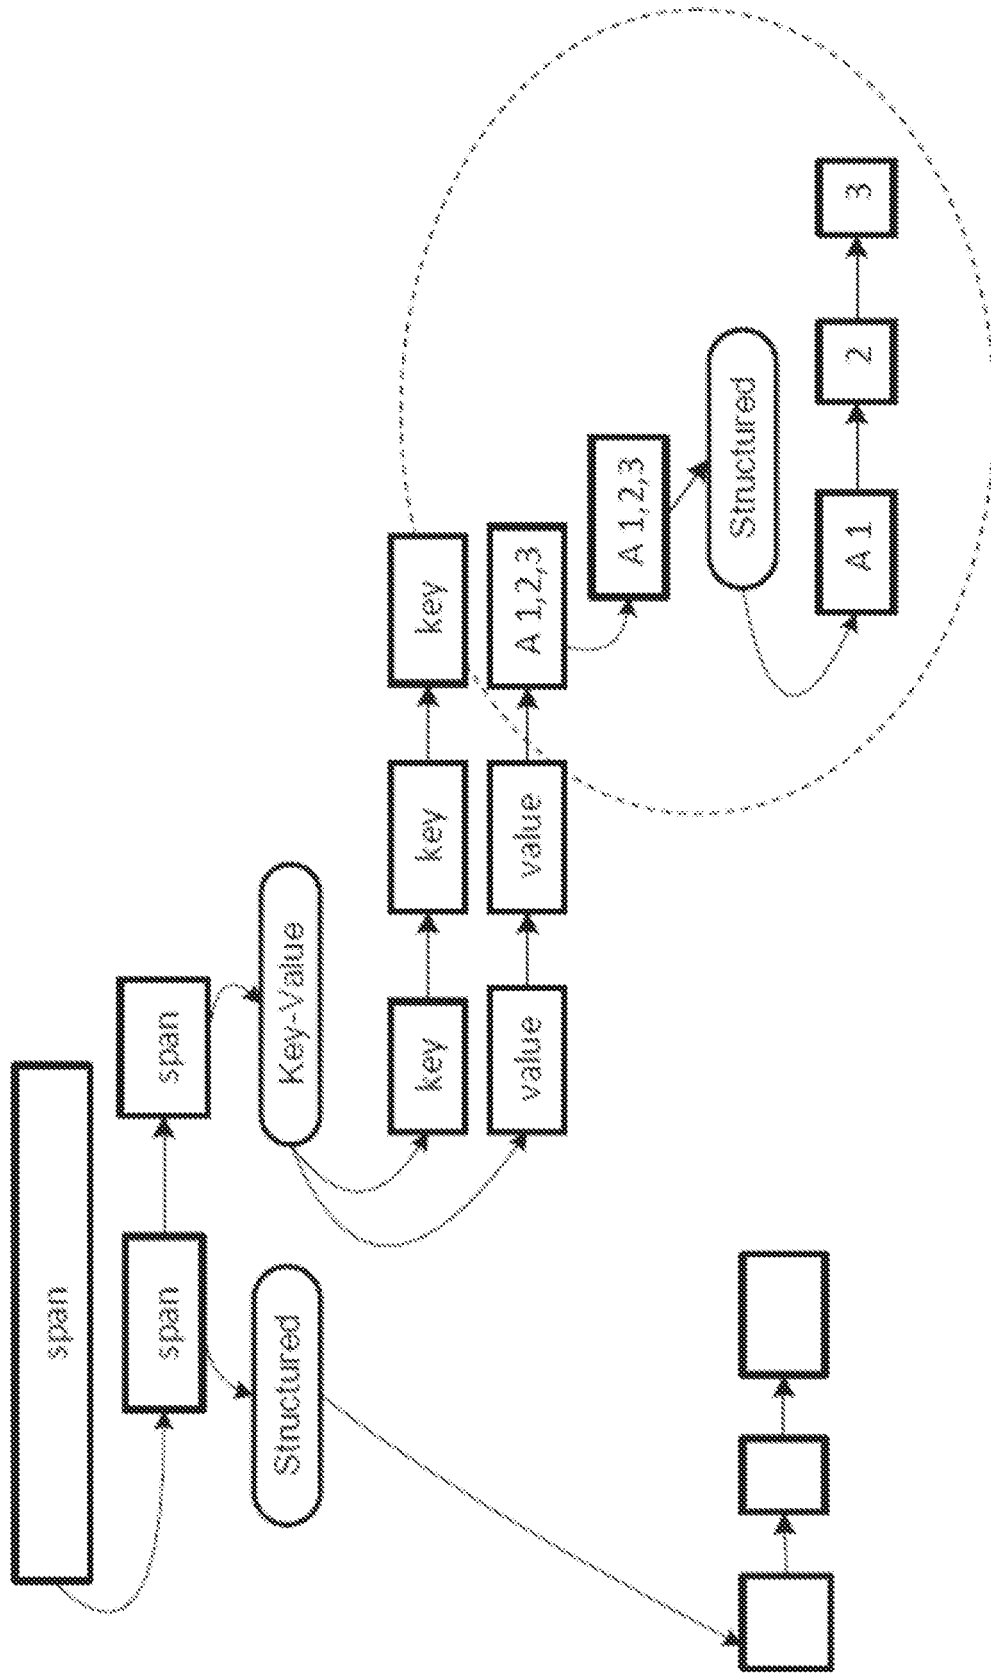 span
span
span
Structured
Key-Value
key
key
key
value
value
A 1,2,3
A 1,2,3
Structured
A 1
2
3